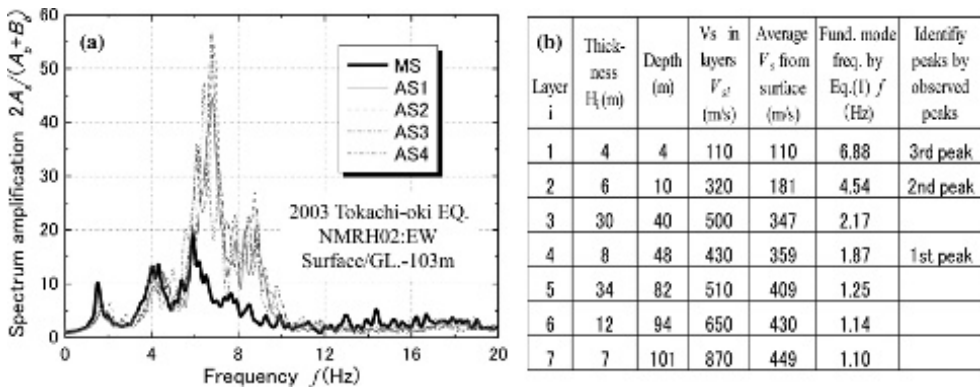 (a)
MS
AS1
AS2
AS3
AS4
2003 Tokachi-oki EQ.
NMRH02:EW
Surface/GL.-103m
Spectrum amplification 2Aₛ/(A_b+B_b)
60
50
40
30
20
10
0
0 4 8 12 16 20
Frequency f(Hz)
(b)
Layer i
Thick-ness Hᵢ(m)
Depth (m)
Vs in layers Vₛᵢ (m/s)
Average Vₛ from surface (m/s)
Fund. mode freq. by Eq.(1) f (Hz)
Identifiy peaks by observed peaks
1 4 4 110 110 6.88 3rd peak
2 6 10 320 181 4.54 2nd peak
3 30 40 500 347 2.17
4 8 48 430 359 1.87 1st peak
5 34 82 510 409 1.25
6 12 94 650 430 1.14
7 7 101 870 449 1.10